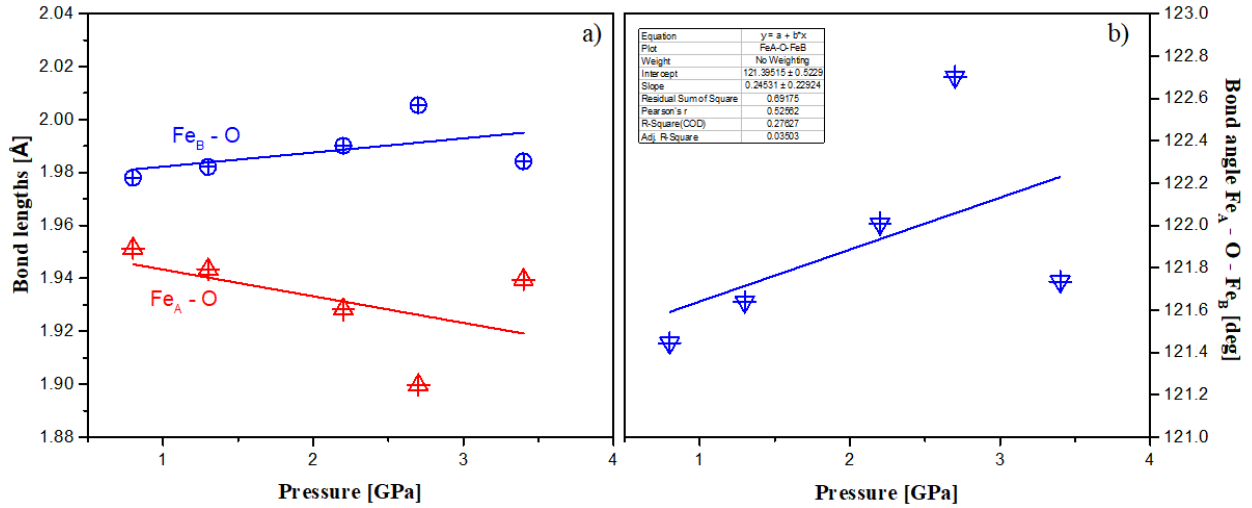 2.04
2.02
2.00
1.98
1.96
1.94
1.92
1.90
1.88
Bond lengths [Å]
a)
Fe_B - O
Fe_A - O
1 2 3 4
Pressure [GPa]
b)
Equation y = a + b*x
Plot FeA-O-FeB
Weight No Weighting
Intercept 121.39515 ± 0.5229
Slope 0.24531 ± 0.22924
Residual Sum of Square 0.69175
Pearson's r 0.52562
R-Square(COD) 0.27627
Adj. R-Square 0.03503
1 2 3 4
Pressure [GPa]
123.0
122.8
122.6
122.4
122.2
122.0
121.8
121.6
121.4
121.2
121.0
Bond angle Fe_A - O - Fe_B [deg]